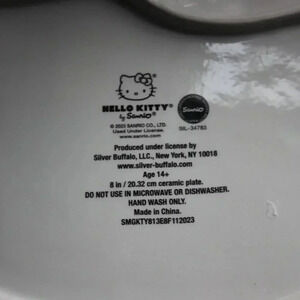 HELLO KITTY®
by Sanrio®
Sanrio
© 2023 SANRIO CO., LTD.
Used Under License.
www.sanrio.com
SIL-34763
Produced under license by
Silver Buffalo, LLC., New York, NY 10018
www.silver-buffalo.com
Age 14+
8 in / 20.32 cm ceramic plate.
DO NOT USE IN MICROWAVE OR DISHWASHER.
HAND WASH ONLY.
Made in China.
SMGKTY813E8F112023